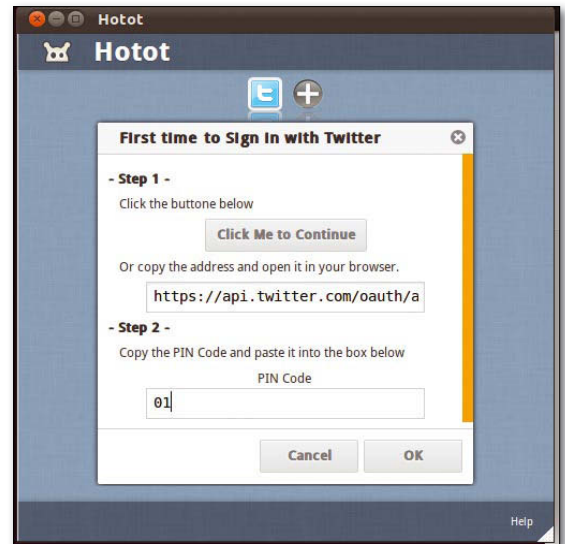 Hotot
Hotot
First time to Sign in with Twitter
- Step 1 -
Click the buttone below
Click Me to Continue
Or copy the address and open it in your browser.
https://api.twitter.com/oauth/a
- Step 2 -
Copy the PIN Code and paste it into the box below
PIN Code
01
Cancel OK
Help